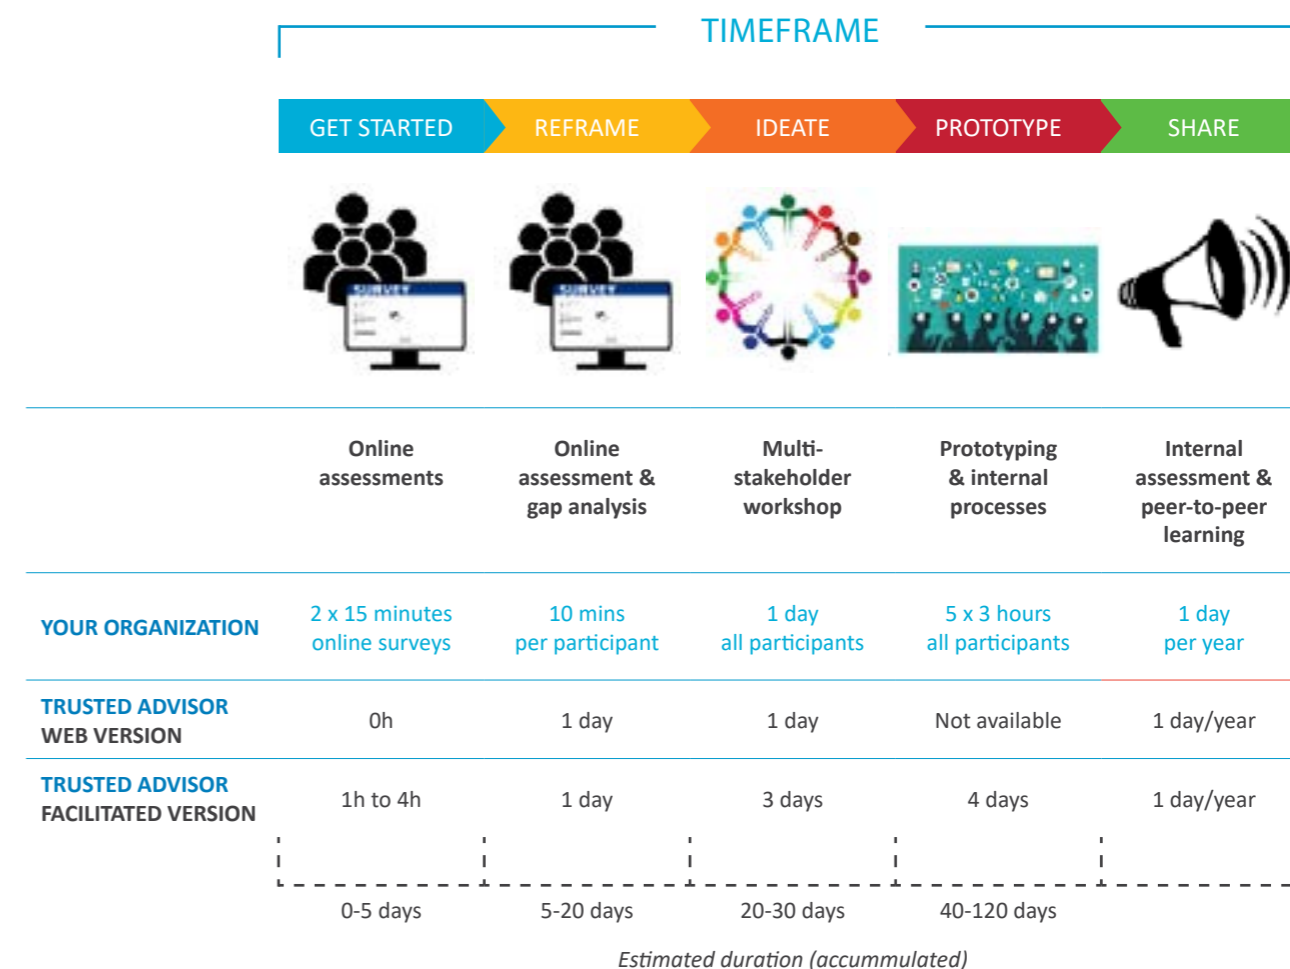 TIMEFRAME
GET STARTED REFRAME IDEATE PROTOTYPE SHARE
SURVEY SURVEY
Online Online Multi- Prototyping Internal
assessments assessment & stakeholder & internal assessment &
gap analysis workshop processes peer-to-peer
learning
YOUR ORGANIZATION
2 x 15 minutes 10 mins 1 day 5 x 3 hours 1 day
online surveys per participant all participants all participants per year
TRUSTED ADVISOR
WEB VERSION
0h 1 day 1 day Not available 1 day/year
TRUSTED ADVISOR
FACILITATED VERSION
1h to 4h 1 day 3 days 4 days 1 day/year
0-5 days 5-20 days 20-30 days 40-120 days
Estimated duration (accummulated)